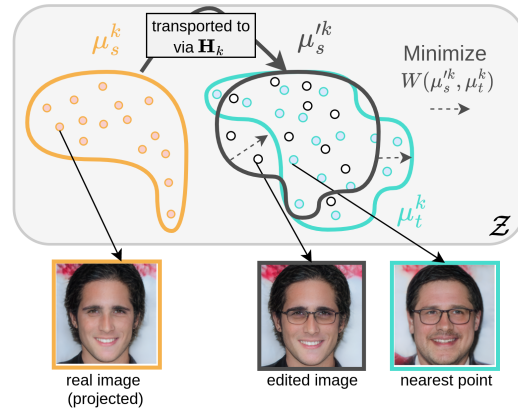 μₛᵏ
transported to
via Hₖ
μ′ₛᵏ
Minimize
W(μ′ₛᵏ, μₜᵏ)
μₜᵏ
𝒵
real image
(projected)
edited image
nearest point